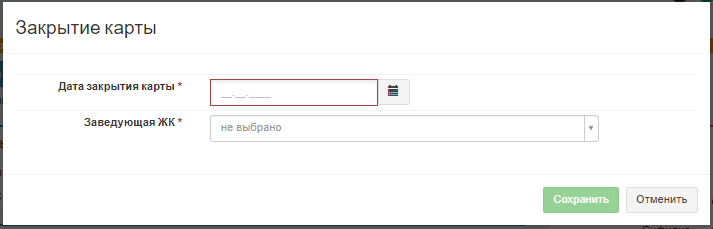 Закрытие карты
Дата закрытия карты * __.__.____
Заведующая ЖК * не выбрано
Сохранить Отменить